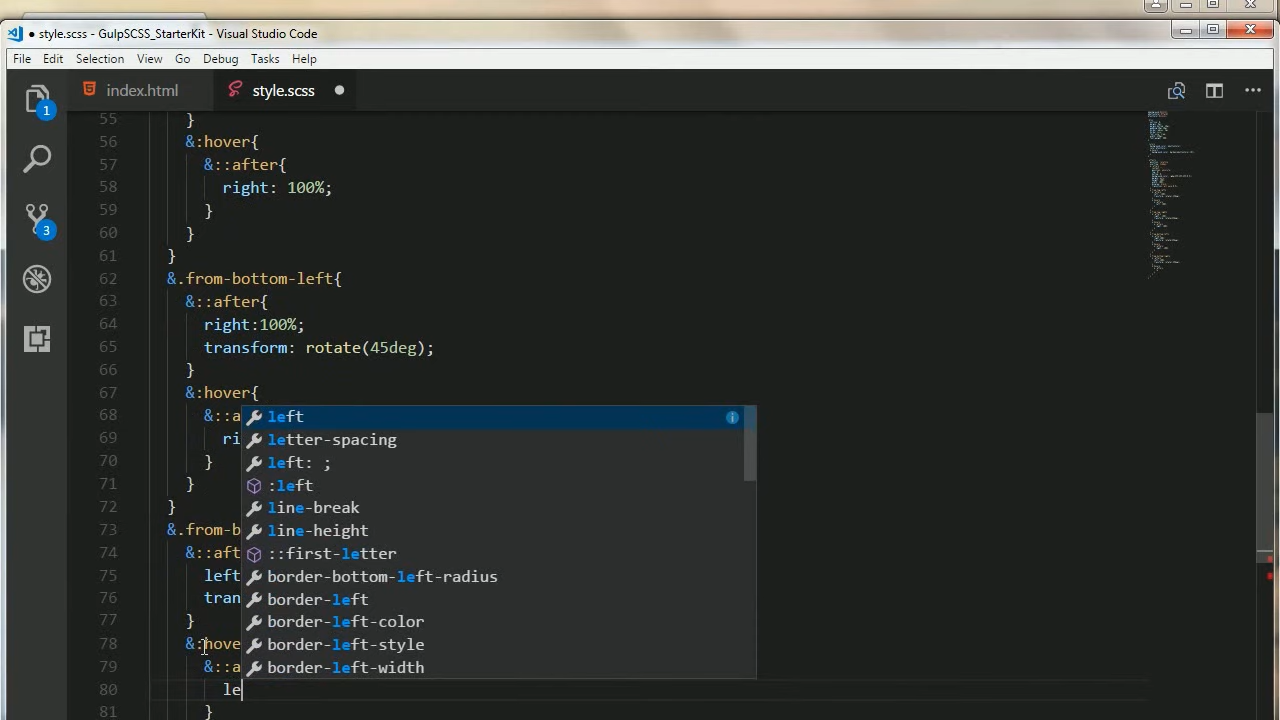 style.scss - GulpSCSS_StarterKit - Visual Studio Code
File Edit Selection View Go Debug Tasks Help
1 index.html style.scss
3
55 }
56 &:hover{
57 &::after{
58 right: 100%;
59 }
60 }
61 }
62 &.from-bottom-left{
63 &::after{
64 right:100%;
65 transform: rotate(45deg);
66 }
67 &:hover{
68 &::a
69 ri
70 }
71 }
72 }
73 &.from-b
74 &::aft
75 left
76 tran
77 }
78 &:hove
79 &::a
80 le
81 }
left
letter-spacing
left: ;
:left
line-break
line-height
::first-letter
border-bottom-left-radius
border-left
border-left-color
border-left-style
border-left-width